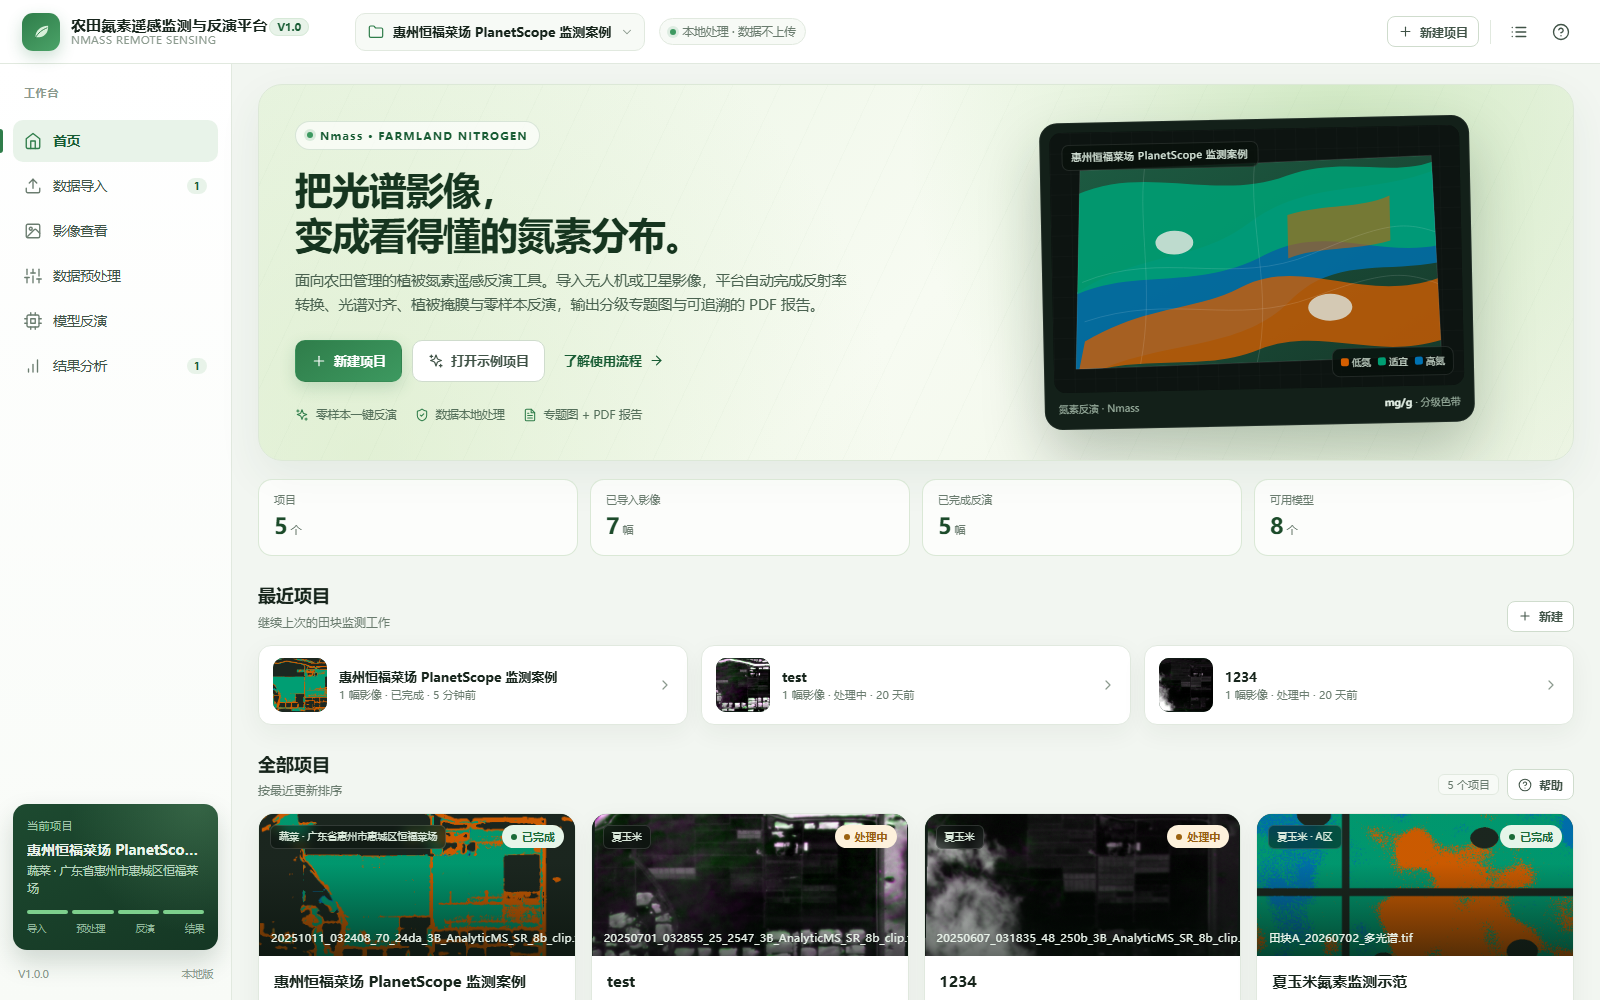 农田氮素遥感监测与反演平台 V1.0
NMASS REMOTE SENSING
惠州恒福菜场 PlanetScope 监测案例
本地处理 · 数据不上传
新建项目
工作台
首页
数据导入 1
影像查看
数据预处理
模型反演
结果分析 1
当前项目
惠州恒福菜场 PlanetSco...
蔬菜 · 广东省惠州市惠城区恒福菜
场
导入 预处理 反演 结果
V1.0.0 本地版
Nmass • FARMLAND NITROGEN
把光谱影像，
变成看得懂的氮素分布。
面向农田管理的植被氮素遥感反演工具。导入无人机或卫星影像，平台自动完成反射率
转换、光谱对齐、植被掩膜与零样本反演，输出分级专题图与可追溯的 PDF 报告。
新建项目 打开示例项目 了解使用流程
零样本一键反演 数据本地处理 专题图 + PDF 报告
惠州恒福菜场 PlanetScope 监测案例
低氮 适宜 高氮
氮素反演 · Nmass mg/g · 分级色带
项目
5 个
已导入影像
7 幅
已完成反演
5 幅
可用模型
8 个
最近项目
继续上次的田块监测工作
新建
惠州恒福菜场 PlanetScope 监测案例
1 幅影像 · 已完成 · 5 分钟前
test
1 幅影像 · 处理中 · 20 天前
1234
1 幅影像 · 处理中 · 20 天前
全部项目
按最近更新排序
5 个项目 帮助
蔬菜 · 广东省惠州市惠城区恒福菜场 已完成
20251011_032408_70_24da_3B_AnalyticMS_SR_8b_clip.
惠州恒福菜场 PlanetScope 监测案例
夏玉米 处理中
20250701_032855_25_2547_3B_AnalyticMS_SR_8b_clip.
test
夏玉米 处理中
20250607_031835_48_250b_3B_AnalyticMS_SR_8b_clip.
1234
夏玉米 · A区 已完成
田块A_20260702_多光谱.tif
夏玉米氮素监测示范